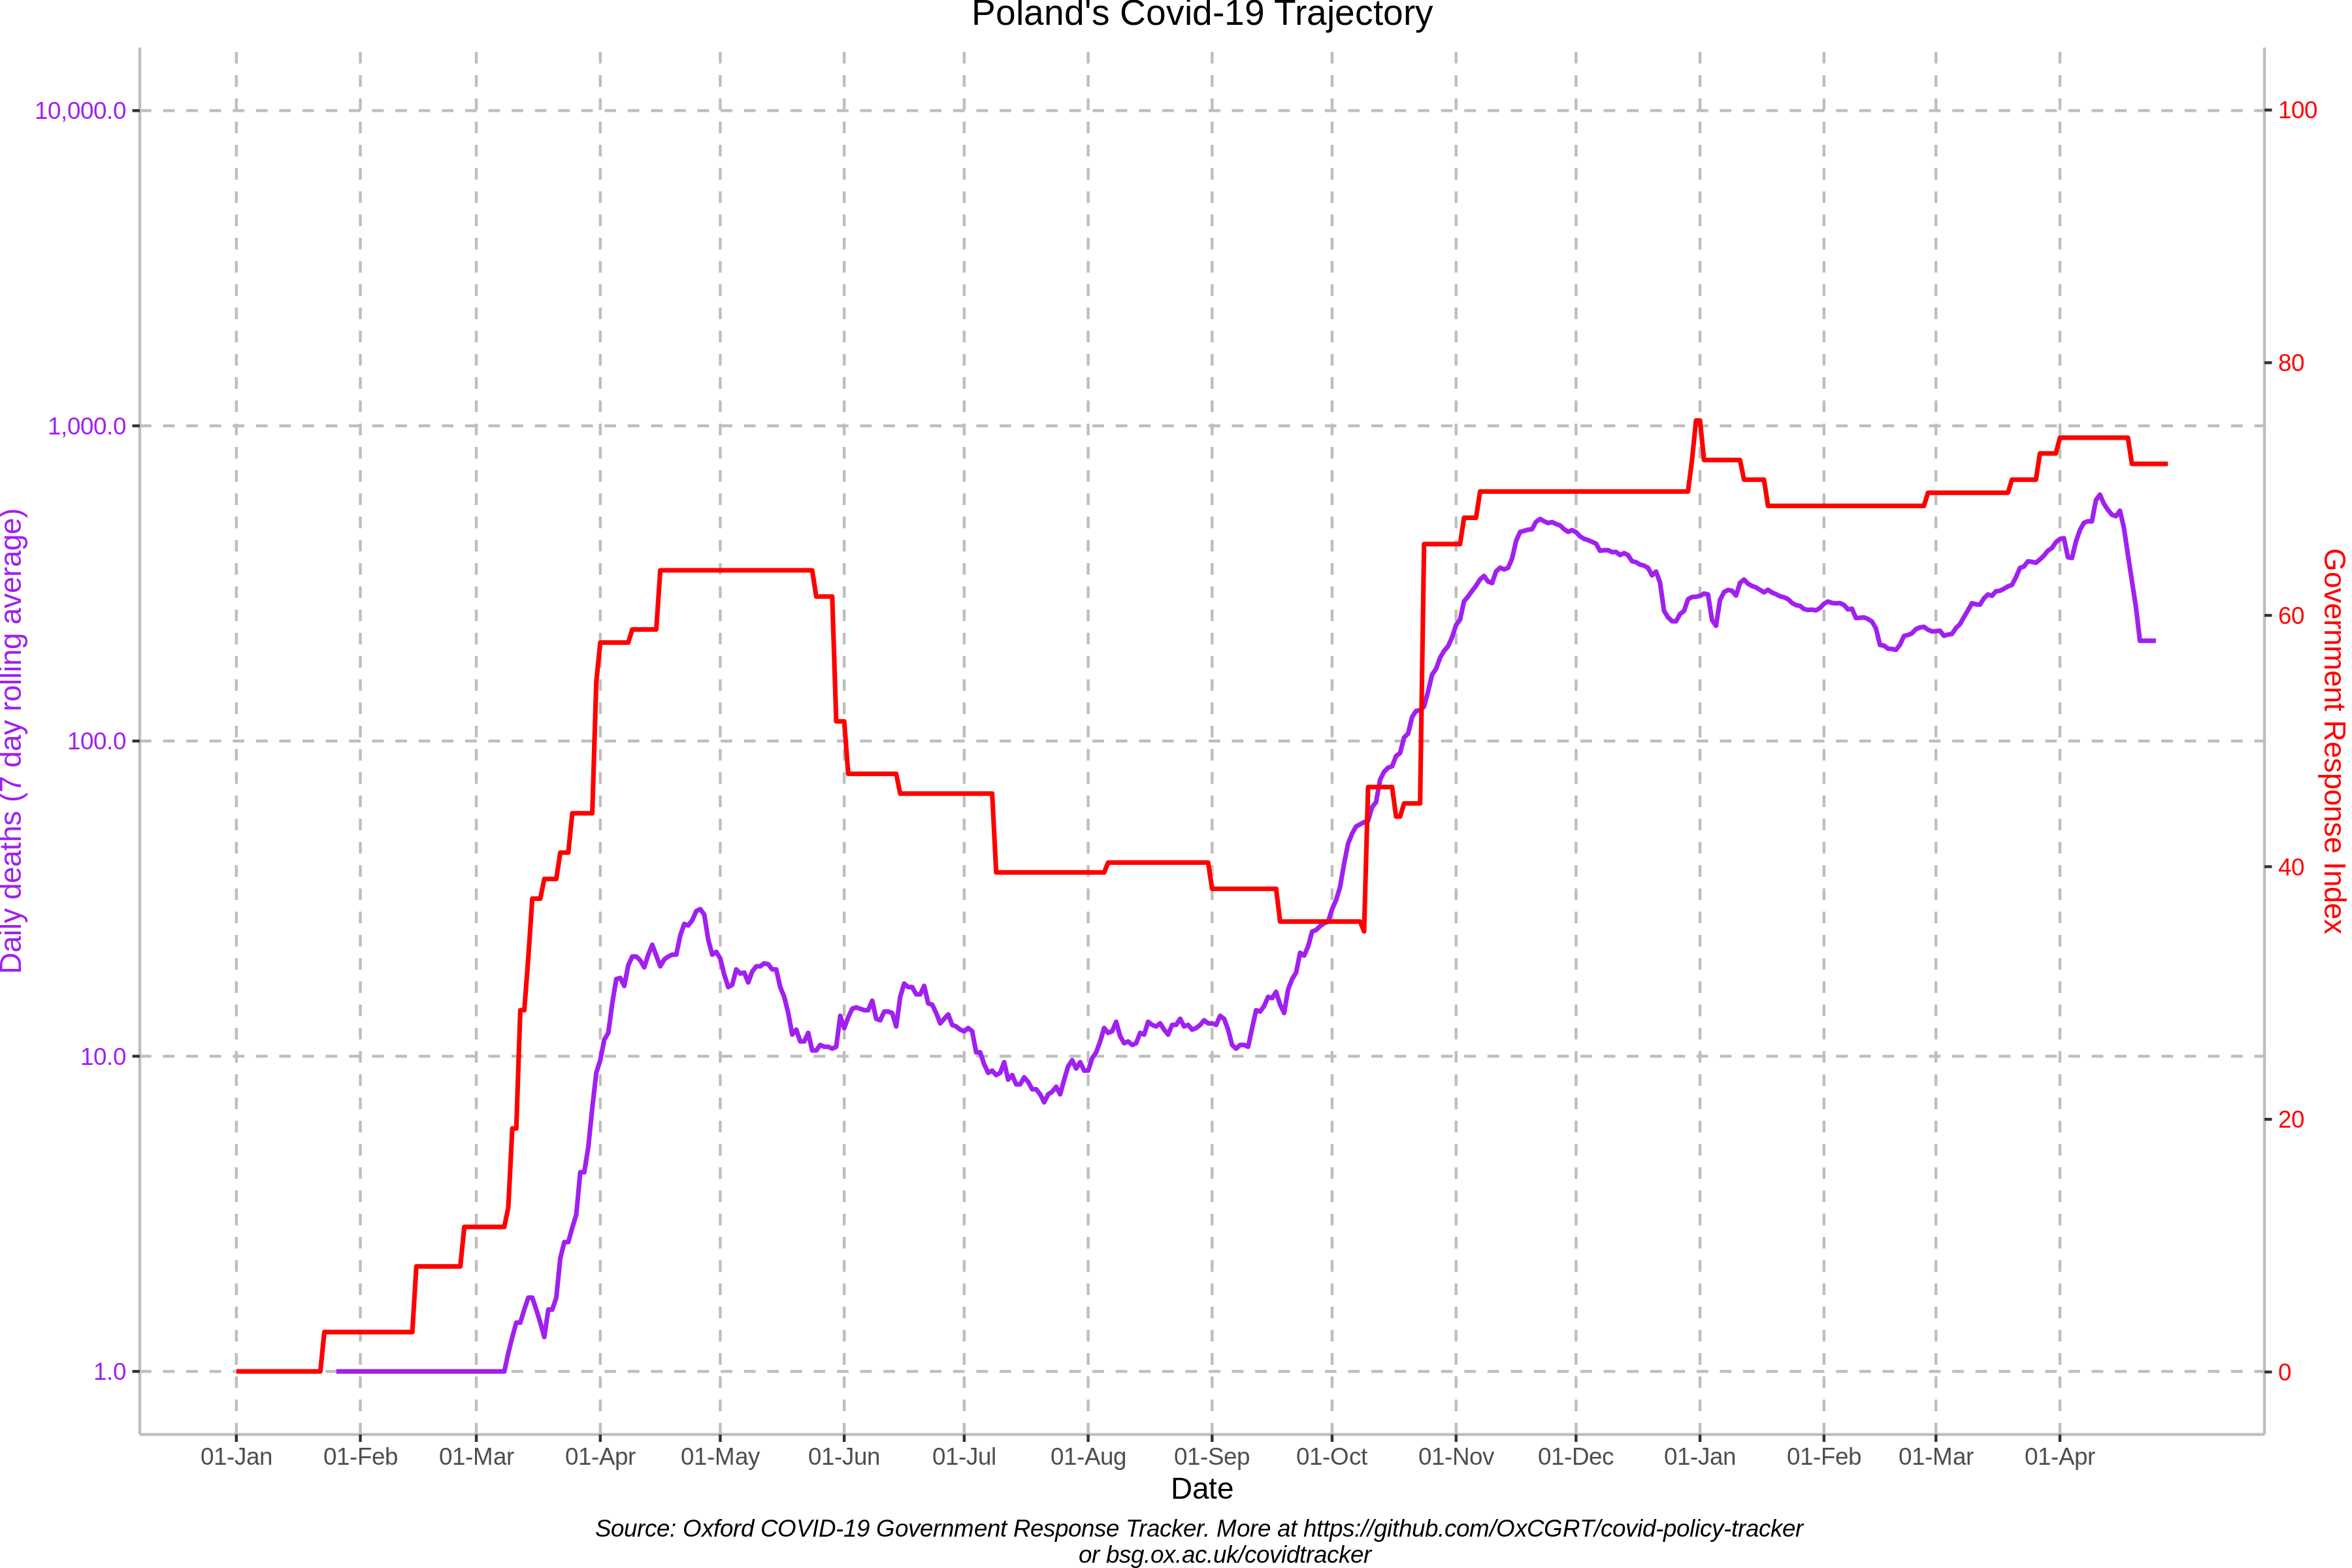 Poland's Covid-19 Trajectory
10,000.0
1,000.0
100.0
10.0
1.0
Daily deaths (7 day rolling average)
100
80
60
40
20
0
Government Response Index
01-Jan 01-Feb 01-Mar 01-Apr 01-May 01-Jun 01-Jul 01-Aug 01-Sep 01-Oct 01-Nov 01-Dec 01-Jan 01-Feb 01-Mar 01-Apr
Date
Source: Oxford COVID-19 Government Response Tracker. More at https://github.com/OxCGRT/covid-policy-tracker
or bsg.ox.ac.uk/covidtracker